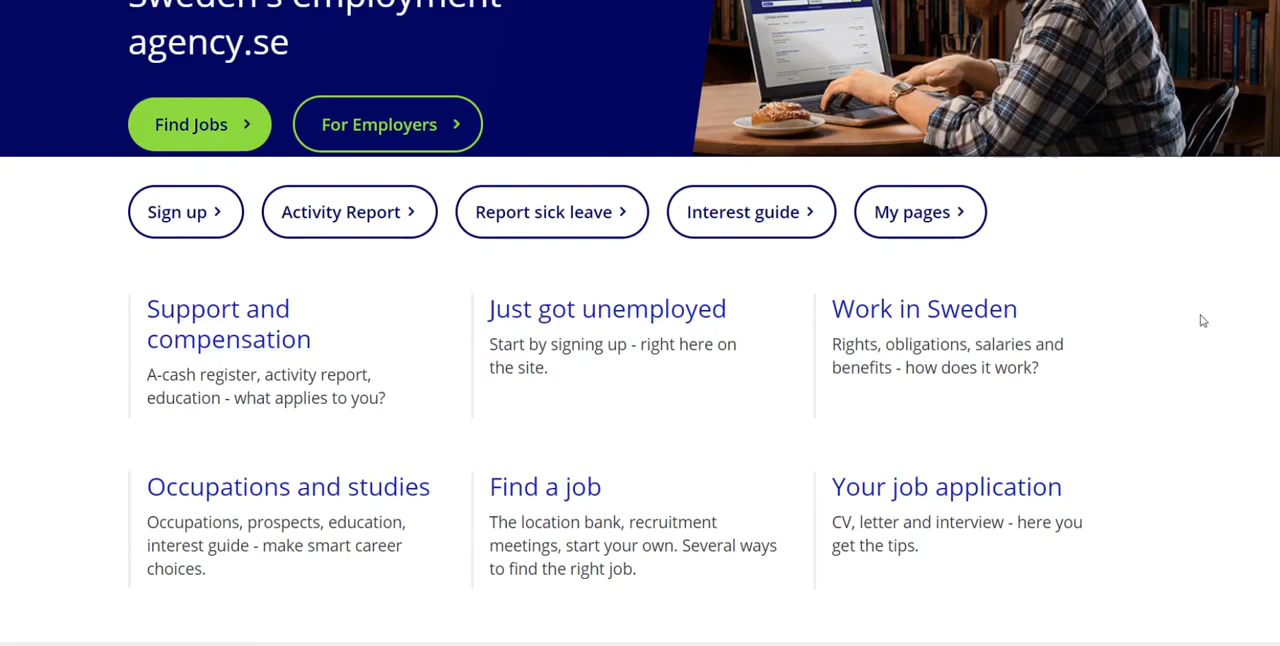 Sweden's employment
agency.se
Find Jobs
For Employers
Sign up
Activity Report
Report sick leave
Interest guide
My pages
Support and
compensation
A-cash register, activity report,
education - what applies to you?
Just got unemployed
Start by signing up - right here on
the site.
Work in Sweden
Rights, obligations, salaries and
benefits - how does it work?
Occupations and studies
Occupations, prospects, education,
interest guide - make smart career
choices.
Find a job
The location bank, recruitment
meetings, start your own. Several ways
to find the right job.
Your job application
CV, letter and interview - here you
get the tips.